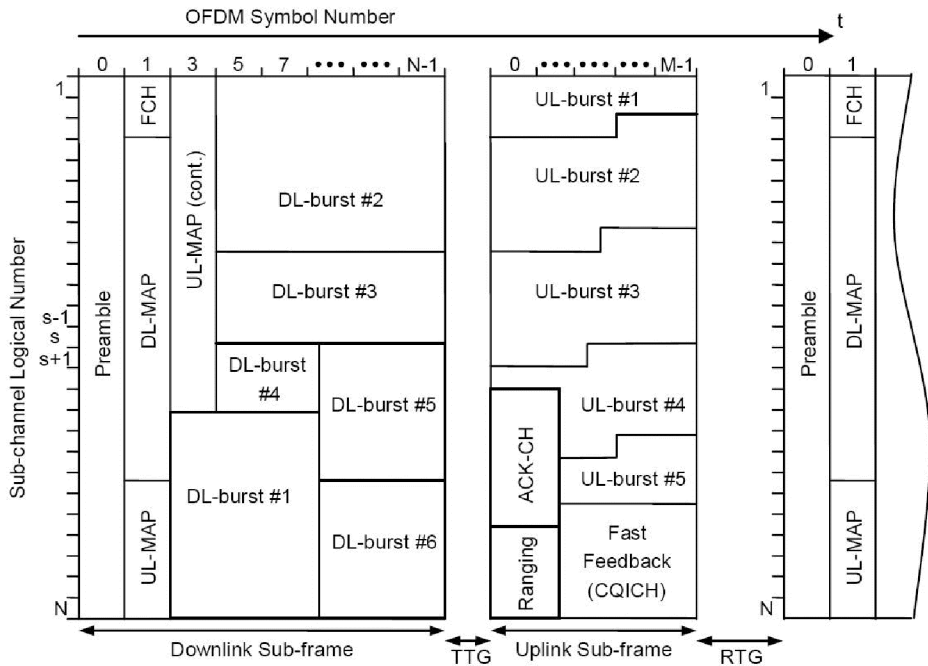 OFDM Symbol Number
t
0 1 3 5 7 ••• ••• N-1
0 ••• ••• ••• M-1
0 1
Sub-channel Logical Number
1
s-1
s
s+1
N
Preamble
FCH
DL-MAP
UL-MAP
UL-MAP (cont.)
DL-burst #2
DL-burst #3
DL-burst
#4
DL-burst #5
DL-burst #1
DL-burst #6
UL-burst #1
UL-burst #2
UL-burst #3
UL-burst #4
UL-burst #5
ACK-CH
Ranging
Fast
Feedback
(CQICH)
1
N
Preamble
FCH
DL-MAP
UL-MAP
Downlink Sub-frame
TTG
Uplink Sub-frame
RTG